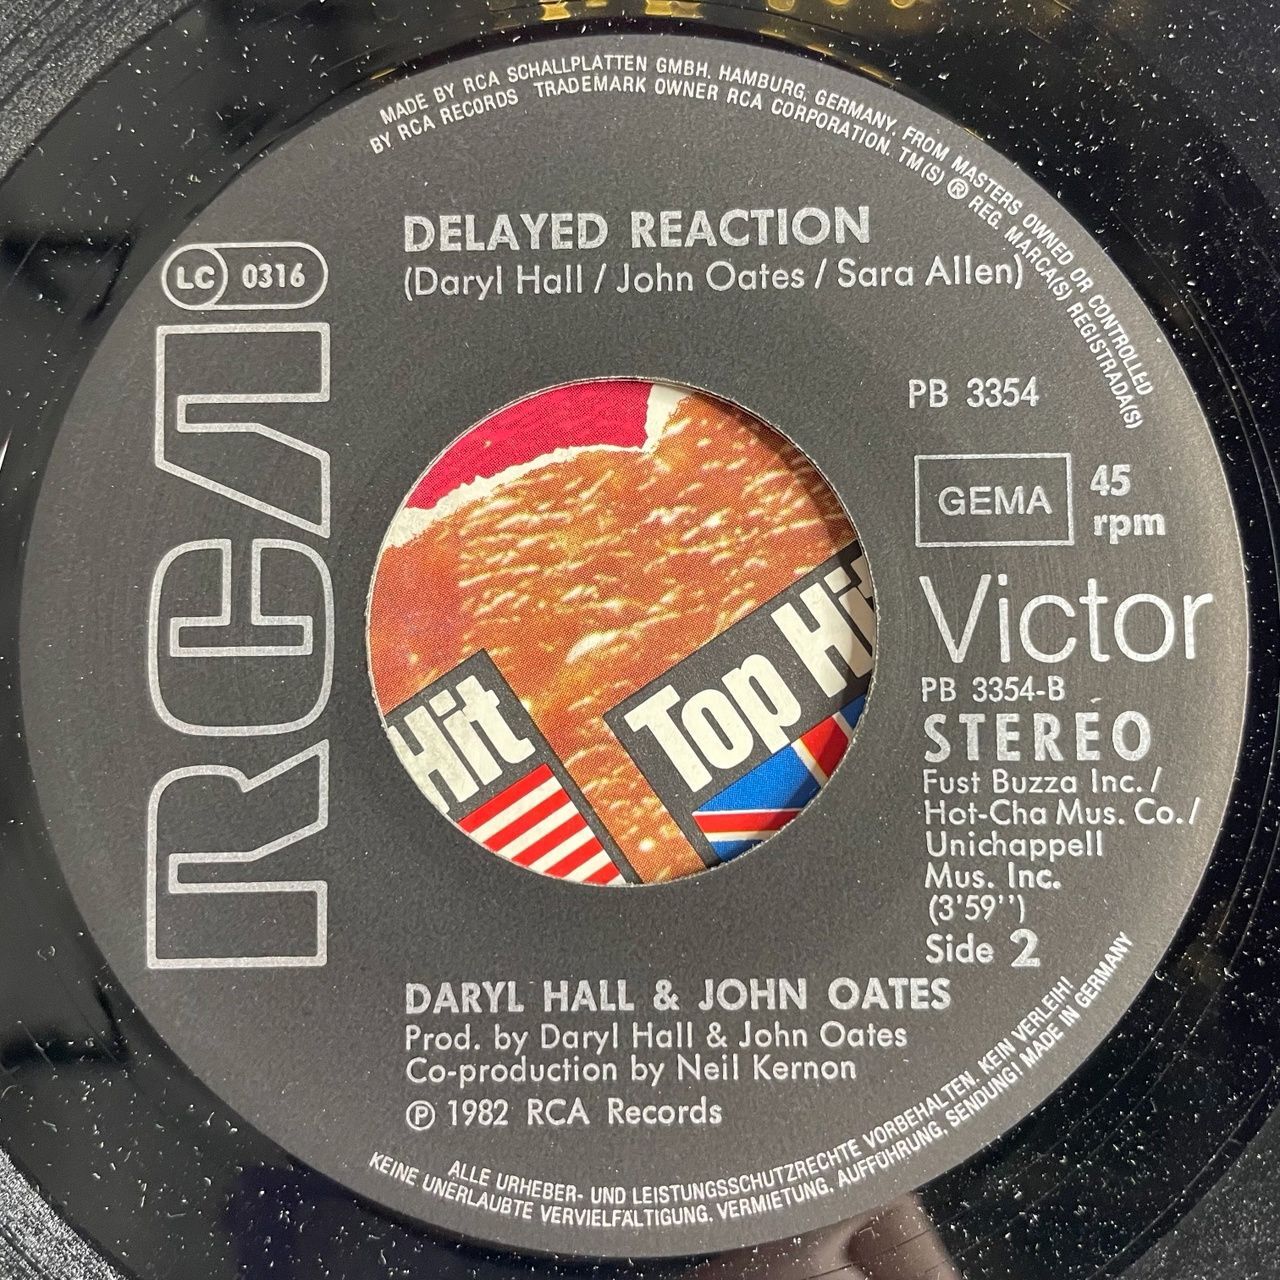 MADE BY RCA SCHALLPLATTEN GMBH. HAMBURG, GERMANY, FROM MASTERS OWNED OR CONTROLLED
BY RCA RECORDS TRADEMARK OWNER RCA CORPORATION. TM(S) ® REG. MARCA(S) REGISTRADA(S)
DELAYED REACTION
(Daryl Hall / John Oates / Sara Allen)
LC 0316
RCA
PB 3354
GEMA
45
rpm
Victor
PB 3354-B
STEREO
Fust Buzza Inc. /
Hot-Cha Mus. Co. /
Unichappell
Mus. Inc.
(3'59'')
Side 2
Hit
Top Hi
DARYL HALL & JOHN OATES
Prod. by Daryl Hall & John Oates
Co-production by Neil Kernon
℗ 1982 RCA Records
ALLE URHEBER- UND LEISTUNGSSCHUTZRECHTE VORBEHALTEN. KEIN VERLEIH!
KEINE UNERLAUBTE VERVIELFÄLTIGUNG. VERMIETUNG, AUFFÜHRUNG, SENDUNG! MADE IN GERMANY